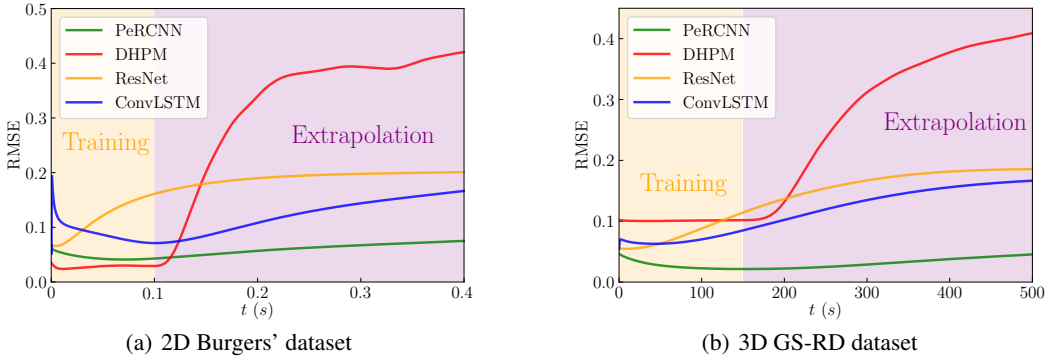 0.5
0.4
0.3
0.2
0.1
0.0
RMSE
PeRCNN
DHPM
ResNet
ConvLSTM
Training
Extrapolation
0 0.1 0.2 0.3 0.4
t (s)
(a) 2D Burgers' dataset
0.4
0.3
0.2
0.1
0.0
RMSE
PeRCNN
DHPM
ResNet
ConvLSTM
Training
Extrapolation
0 100 200 300 400 500
t (s)
(b) 3D GS-RD dataset